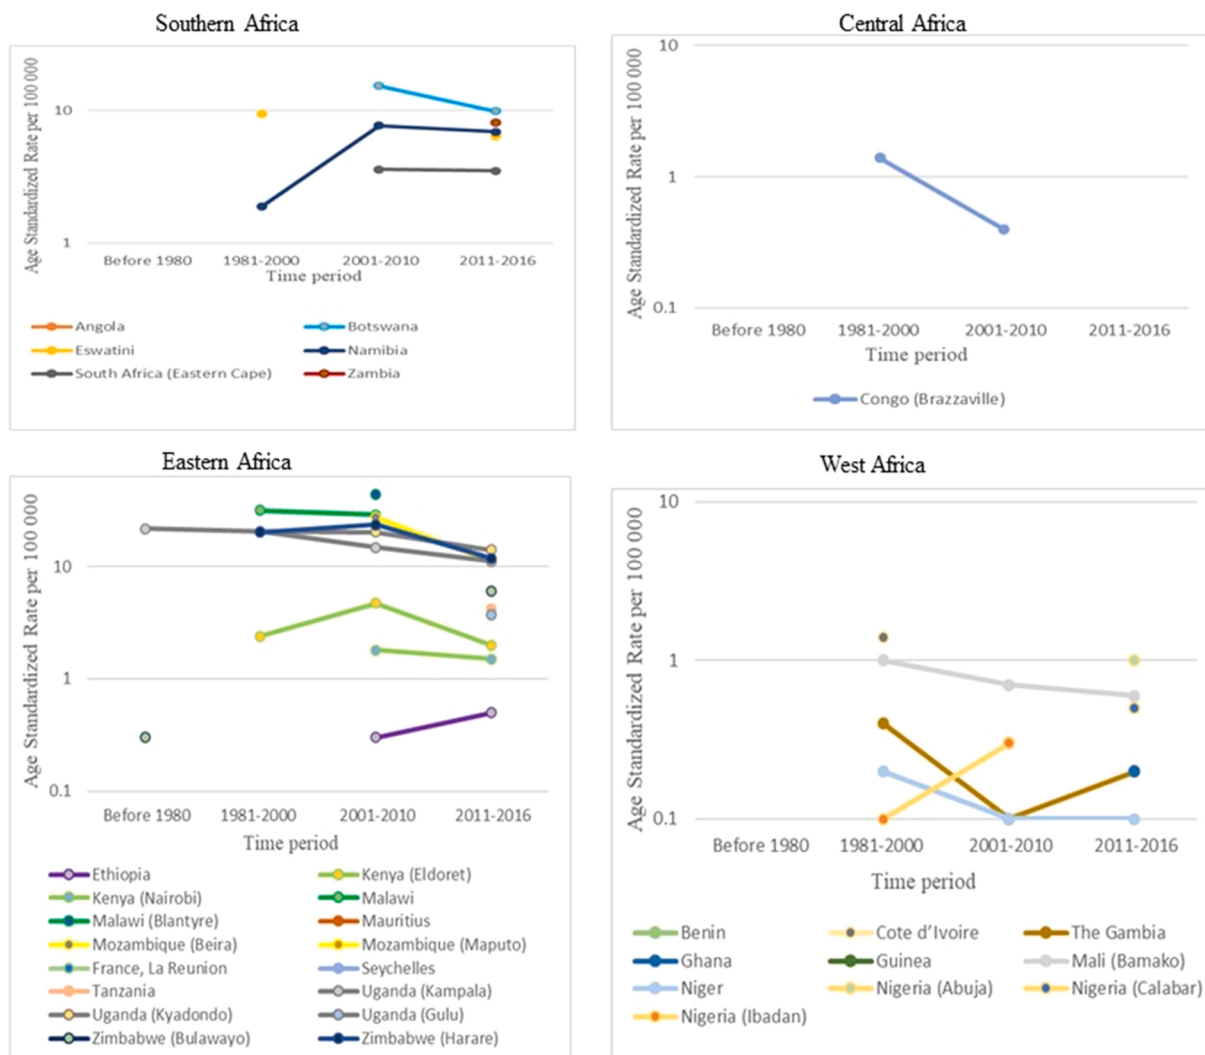 Southern Africa
Age Standardized Rate per 100 000
10
1
Before 1980 1981-2000 2001-2010 2011-2016
Time period
Angola Botswana
Eswatini Namibia
South Africa (Eastern Cape) Zambia
Central Africa
Age Standardized Rate per 100 000
10
1
0.1
Before 1980 1981-2000 2001-2010 2011-2016
Time period
Congo (Brazzaville)
Eastern Africa
Age Standardized Rate per 100 000
10
1
0.1
Before 1980 1981-2000 2001-2010 2011-2016
Time period
Ethiopia Kenya (Eldoret)
Kenya (Nairobi) Malawi
Malawi (Blantyre) Mauritius
Mozambique (Beira) Mozambique (Maputo)
France, La Reunion Seychelles
Tanzania Uganda (Kampala)
Uganda (Kyadondo) Uganda (Gulu)
Zimbabwe (Bulawayo) Zimbabwe (Harare)
West Africa
Age Standardized Rate per 100 000
10
1
0.1
Before 1980 1981-2000 2001-2010 2011-2016
Time period
Benin Cote d'Ivoire The Gambia
Ghana Guinea Mali (Bamako)
Niger Nigeria (Abuja) Nigeria (Calabar)
Nigeria (Ibadan)